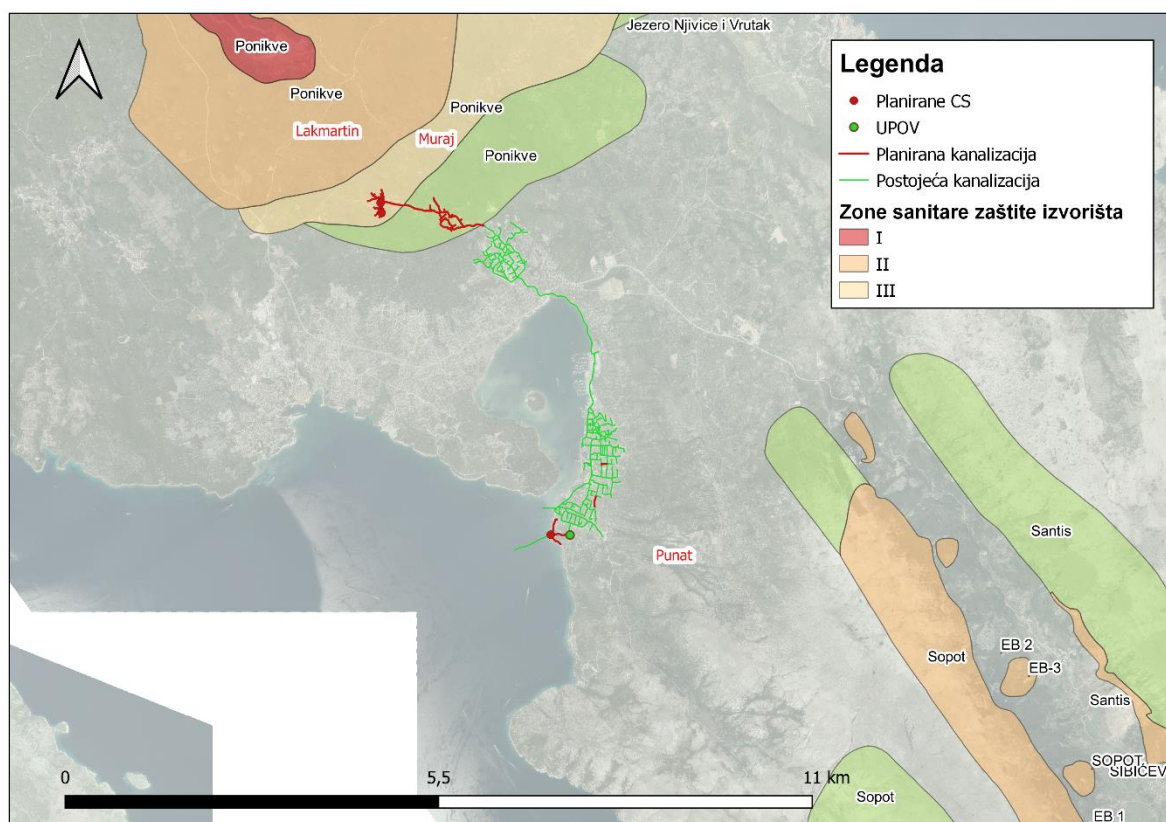 Jezero Njivice i Vrutak
Ponikve
Ponikve
Ponikve
Lakmartin
Muraj
Ponikve
Legenda
Planirane CS
UPOV
Planirana kanalizacija
Postojeća kanalizacija
Zone sanitare zaštite izvorišta
I
II
III
Punat
Santis
EB 2
Sopot
EB-3
Santis
SOPOT,
Sopot
EB 1
0
5,5
11 km